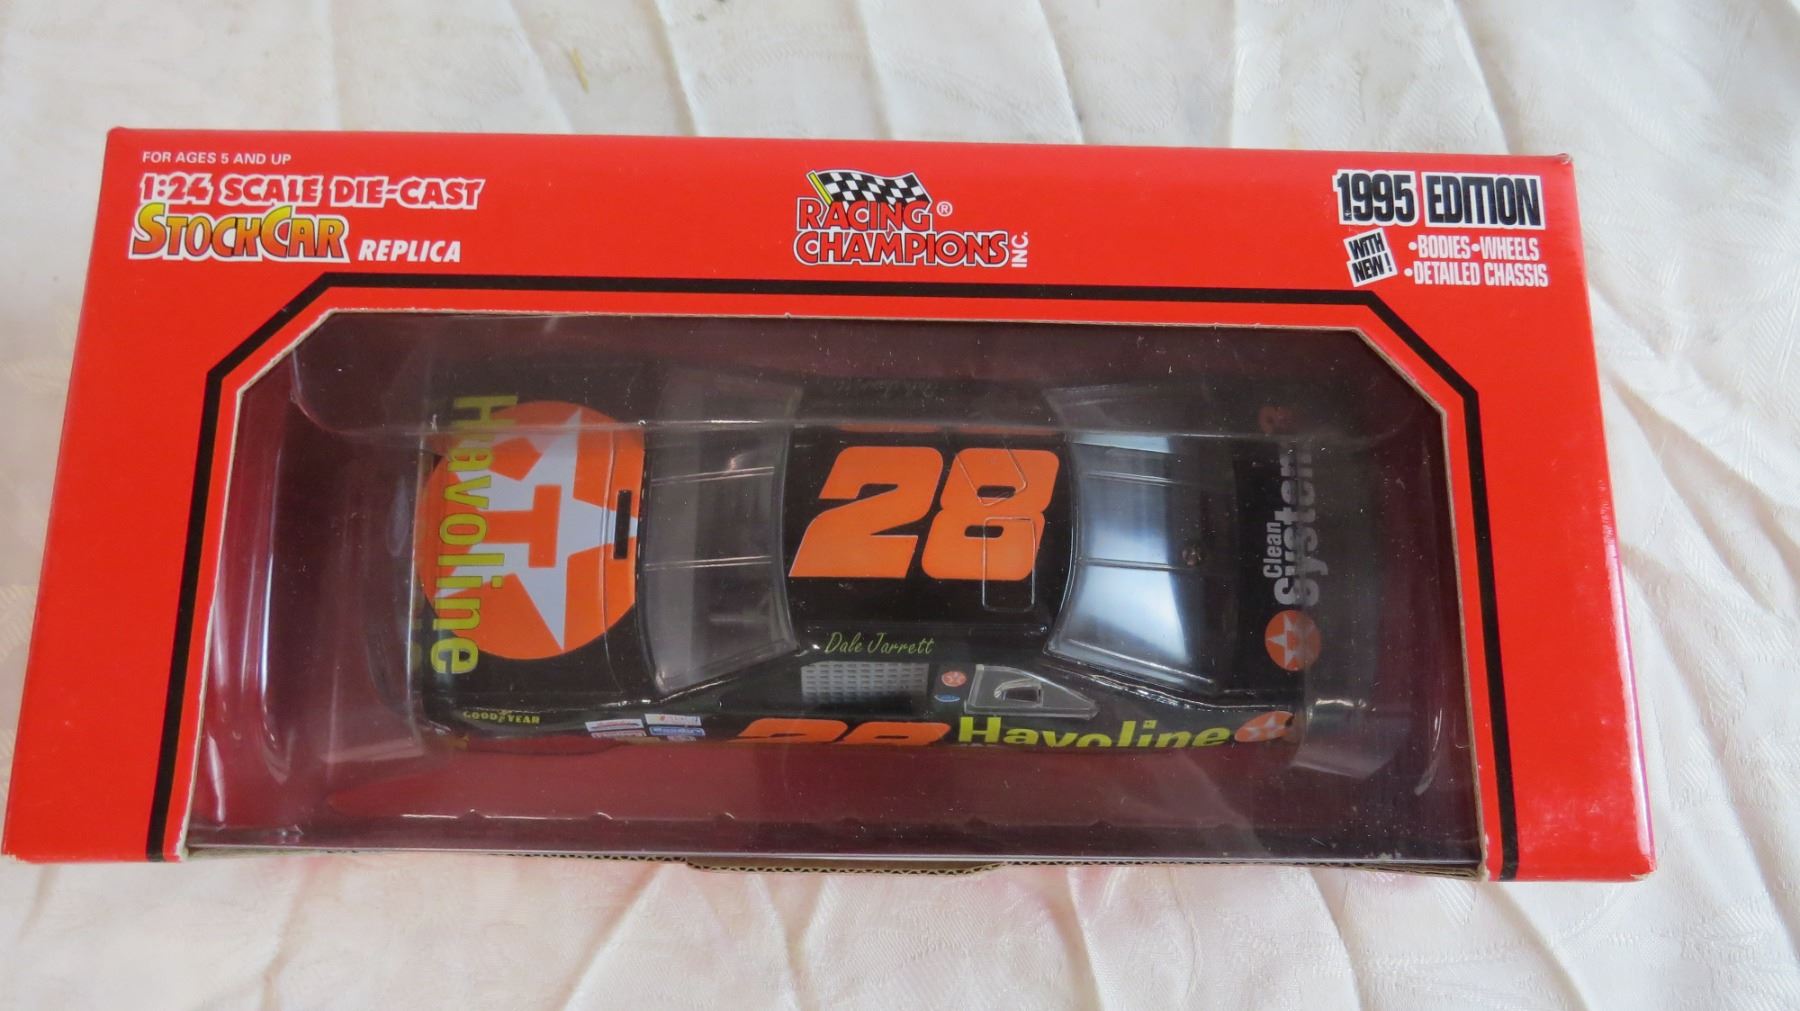 FOR AGES 5 AND UP
1:24 SCALE DIE-CAST
STOCKCAR REPLICA
RACING ®
CHAMPIONS INC.
1995 EDITION
WITH NEW!
•BODIES•WHEELS
•DETAILED CHASSIS
Havoline
T
28
Clean
System
Dale Jarrett
GOODYEAR
28
Havoline